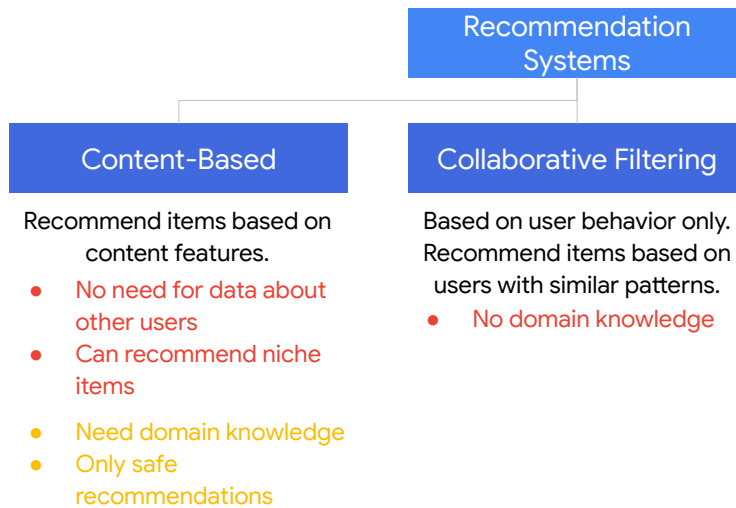 Recommendation
Systems
Content-Based
Recommend items based on
content features.
● No need for data about
other users
● Can recommend niche
items
● Need domain knowledge
● Only safe
recommendations
Collaborative Filtering
Based on user behavior only.
Recommend items based on
users with similar patterns.
● No domain knowledge